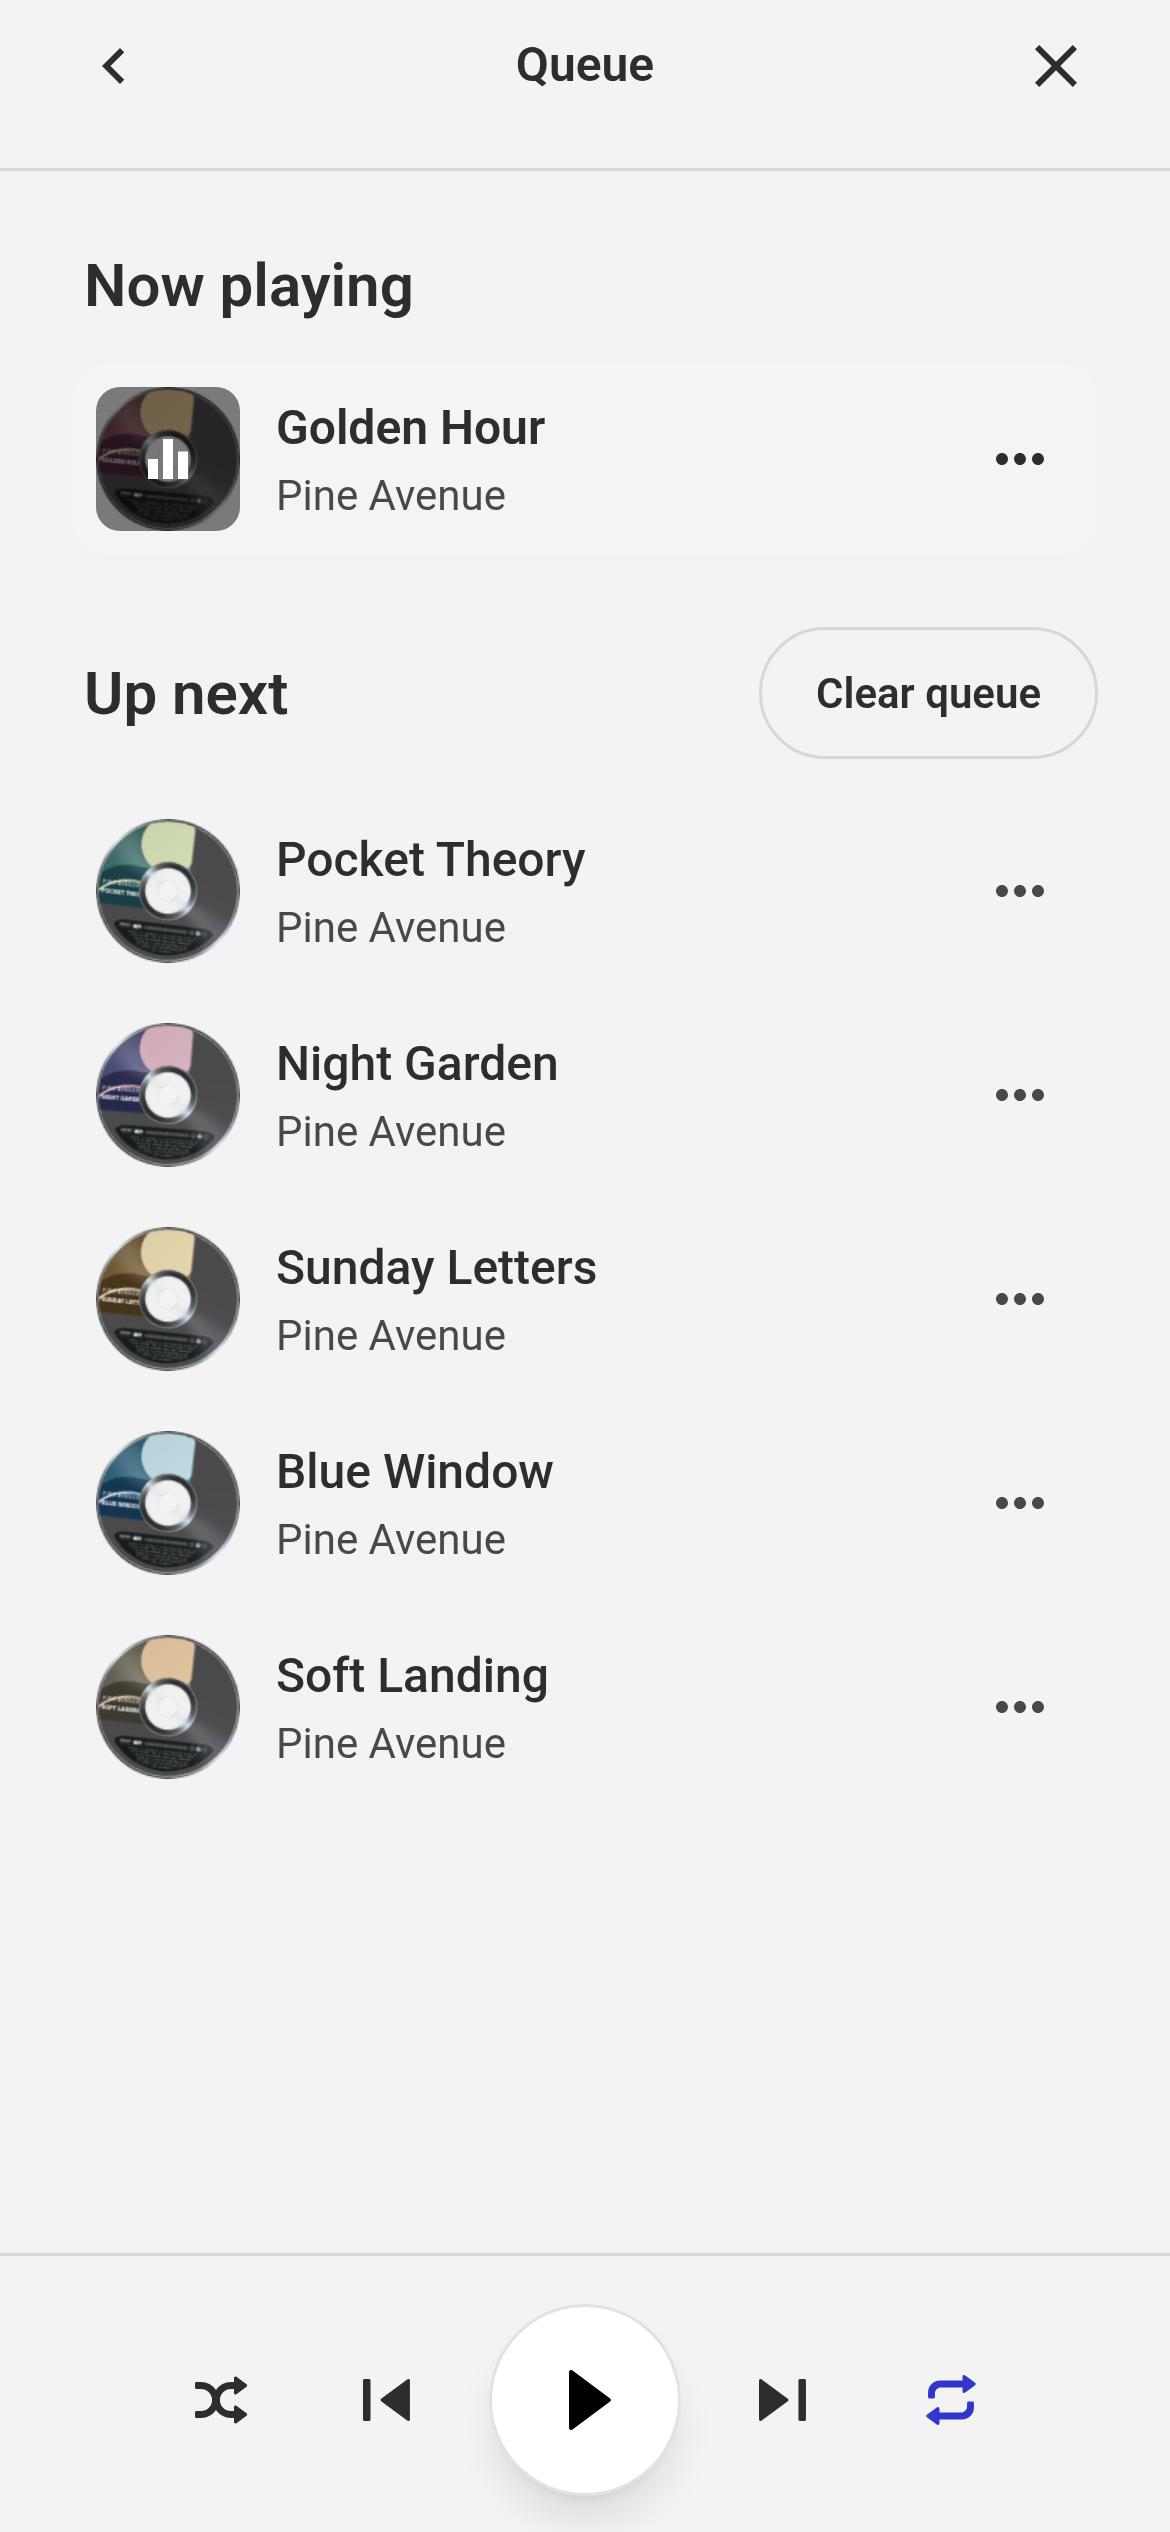 Queue
Now playing
Golden Hour
Pine Avenue
Up next
Clear queue
Pocket Theory
Pine Avenue
Night Garden
Pine Avenue
Sunday Letters
Pine Avenue
Blue Window
Pine Avenue
Soft Landing
Pine Avenue